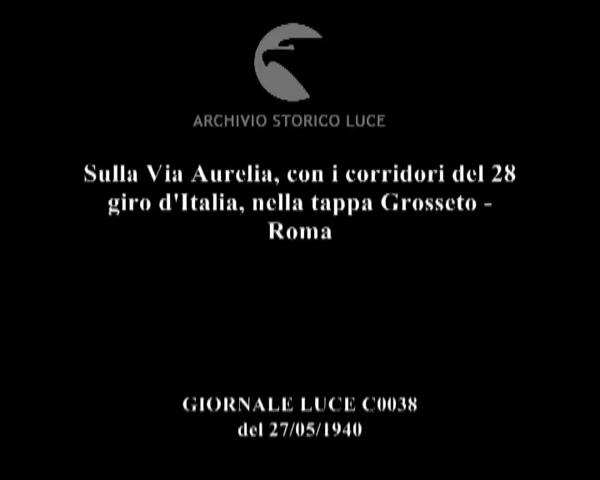 ARCHIVIO STORICO LUCE
Sulla Via Aurelia, con i corridori del 28
giro d'Italia, nella tappa Grosseto -
Roma
GIORNALE LUCE C0038
del 27/05/1940